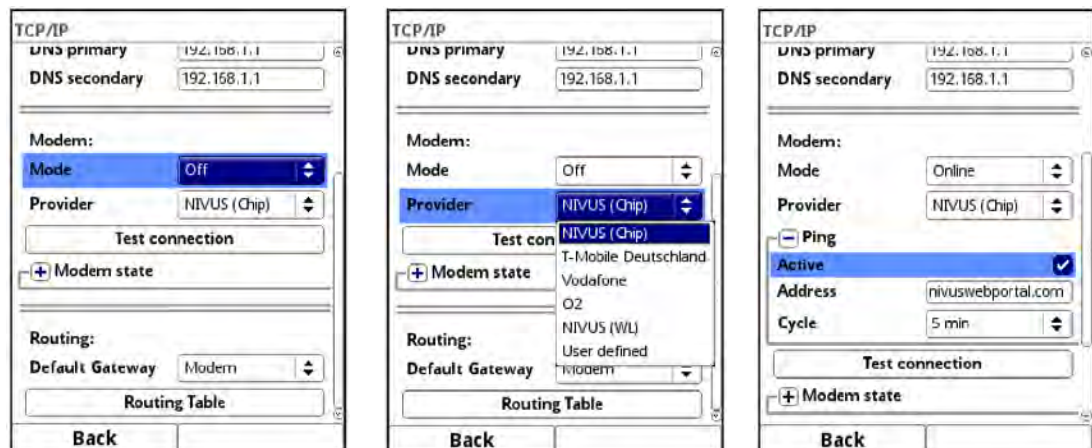 TCP/IP
DNS primary 192.168.1.1
DNS secondary 192.168.1.1
Modem:
Mode Off
Provider NIVUS (Chip)
Test connection
Modem state
Routing:
Default Gateway Modem
Routing Table
Back
TCP/IP
DNS primary 192.168.1.1
DNS secondary 192.168.1.1
Modem:
Mode Off
Provider NIVUS (Chip)
NIVUS (Chip)
Test con
T-Mobile Deutschland
Modem state
Vodafone
O2
NIVUS (WL)
Routing:
User defined
Default Gateway Modem
Routing Table
Back
TCP/IP
DNS primary 192.168.1.1
DNS secondary 192.168.1.1
Modem:
Mode Online
Provider NIVUS (Chip)
Ping
Active
Address nivuswebportal.com
Cycle 5 min
Test connection
Modem state
Back